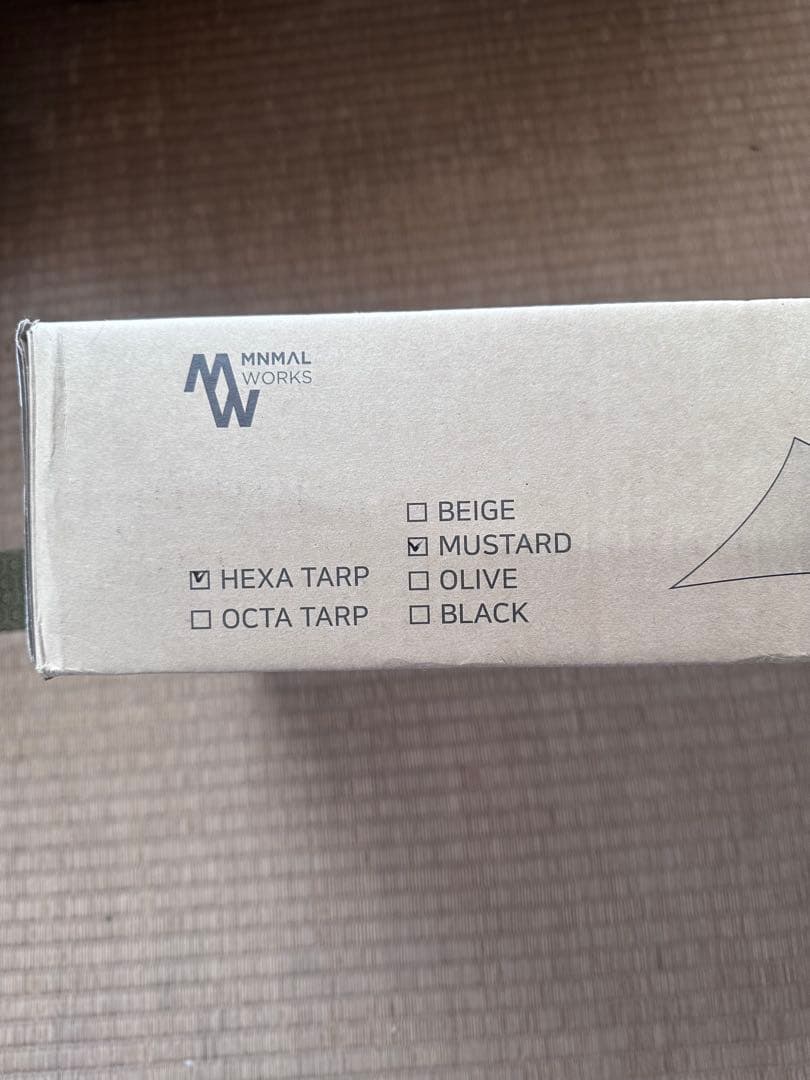 MNMAL
WORKS
☐ BEIGE
☑ MUSTARD
☑ HEXA TARP
☐ OLIVE
☐ OCTA TARP
☐ BLACK